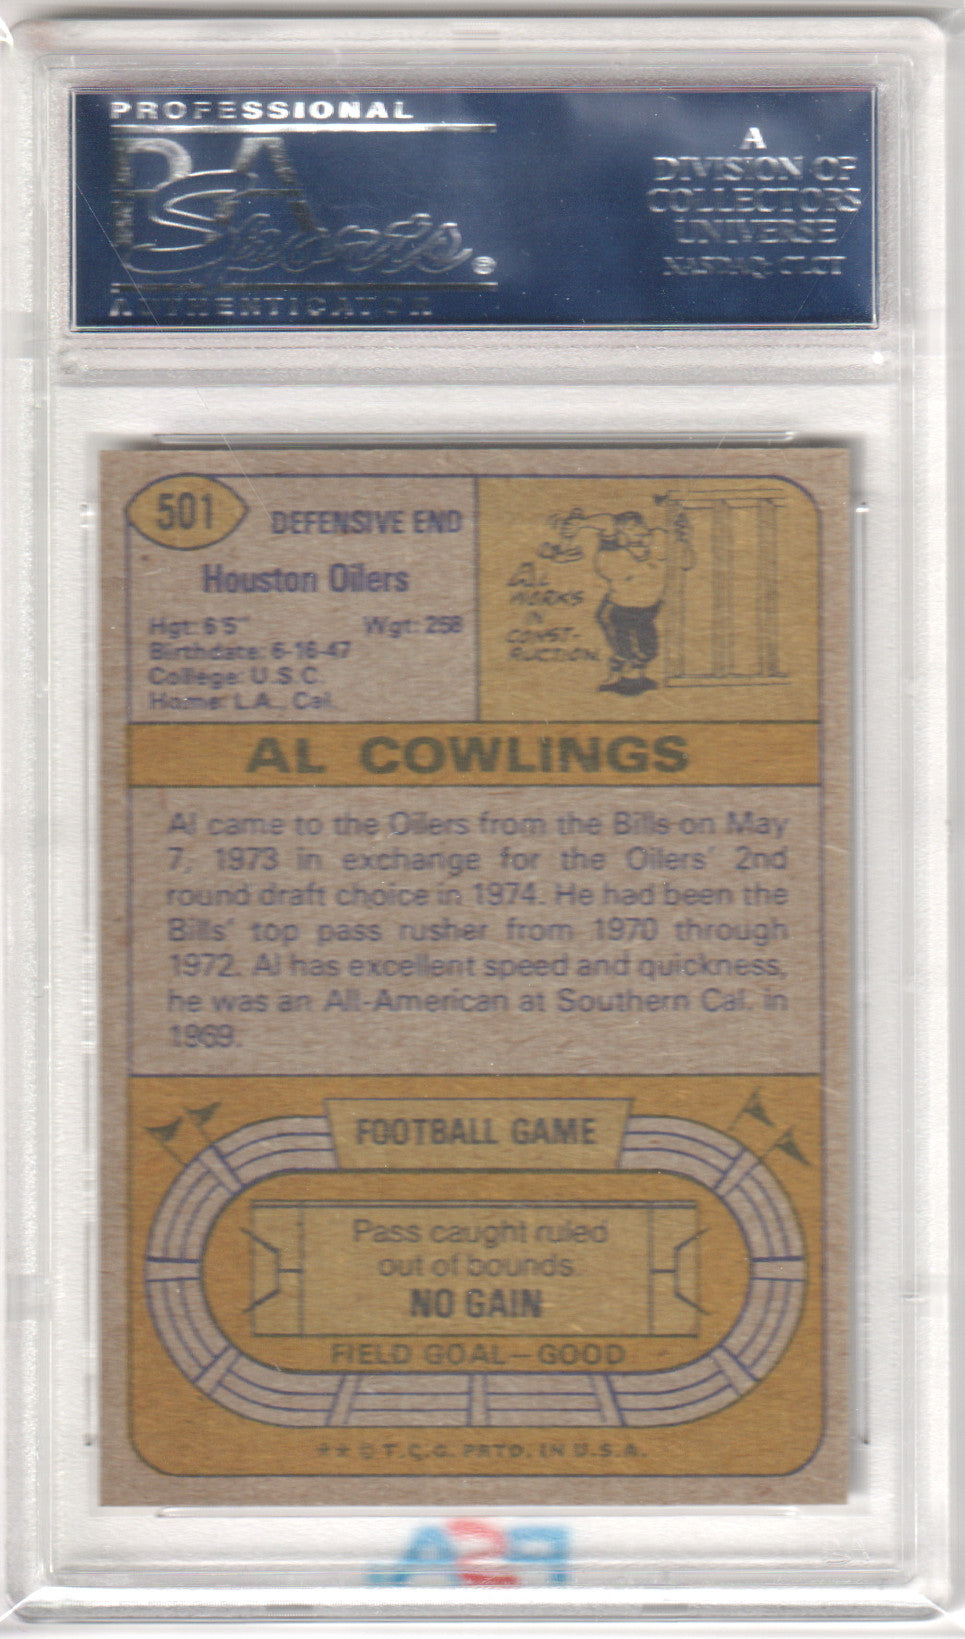 PROFESSIONAL
PSA
Sports®
AUTHENTICATOR
A
DIVISION OF
COLLECTORS
UNIVERSE
NASDAQ: CLCT
501
DEFENSIVE END
Houston Oilers
Hgt: 6'5" Wgt: 258
Birthdate: 6-16-47
College: U.S.C.
Home: L.A., Cal.
AL
WORKS
IN
CONST-
RUCTION.
AL COWLINGS
Al came to the Oilers from the Bills on May
7, 1973 in exchange for the Oilers' 2nd
round draft choice in 1974. He had been the
Bills' top pass rusher from 1970 through
1972. Al has excellent speed and quickness,
he was an All-American at Southern Cal. in
1969.
FOOTBALL GAME
Pass caught ruled
out of bounds.
NO GAIN
FIELD GOAL—GOOD
** © T.C.G. PRTD. IN U.S.A.
PSA